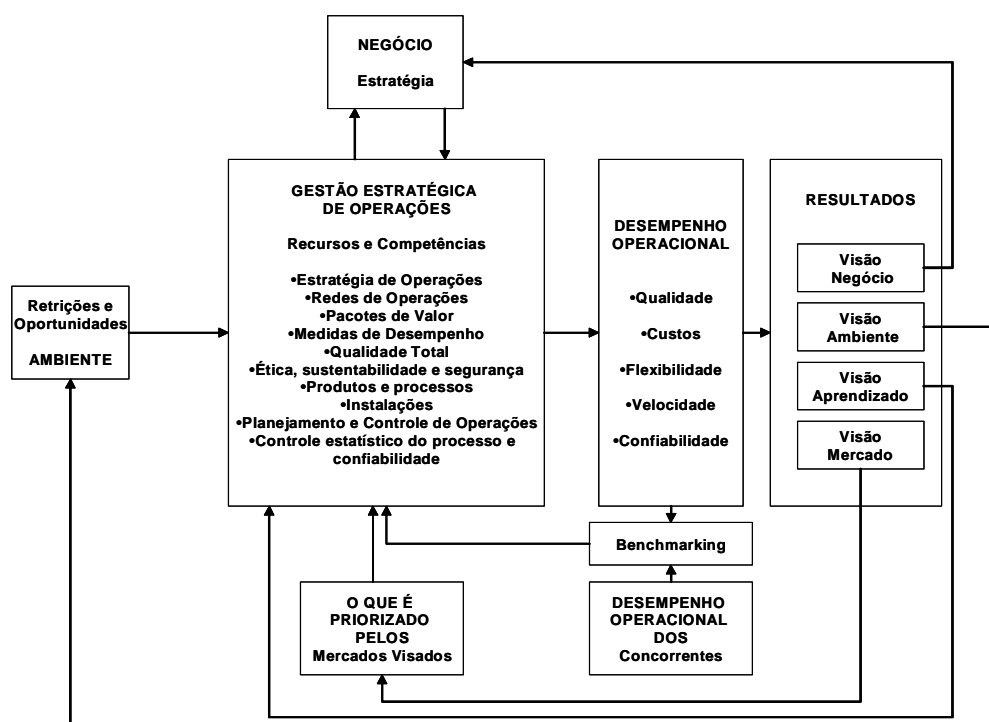 NEGÓCIO
Estratégia
GESTÃO ESTRATÉGICA
DE OPERAÇÕES
Recursos e Competências
•Estratégia de Operações
•Redes de Operações
•Pacotes de Valor
•Medidas de Desempenho
•Qualidade Total
•Ética, sustentabilidade e segurança
•Produtos e processos
•Instalações
•Planejamento e Controle de Operações
•Controle estatístico do processo e
confiabilidade
DESEMPENHO
OPERACIONAL
•Qualidade
•Custos
•Flexibilidade
•Velocidade
•Confiabilidade
RESULTADOS
Visão
Negócio
Visão
Ambiente
Visão
Aprendizado
Visão
Mercado
Retrições e
Oportunidades
AMBIENTE
Benchmarking
O QUE É
PRIORIZADO
PELOS
Mercados Visados
DESEMPENHO
OPERACIONAL
DOS
Concorrentes